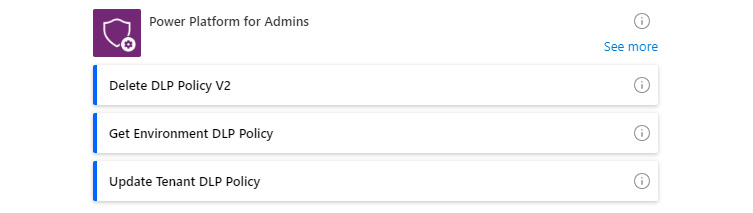 Power Platform for Admins
See more
Delete DLP Policy V2
Get Environment DLP Policy
Update Tenant DLP Policy